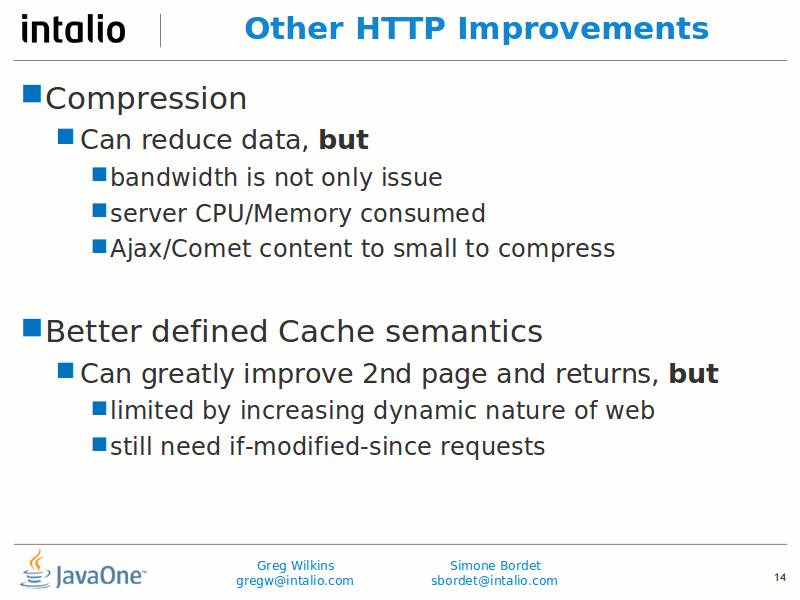 intalio
Other HTTP Improvements
Compression
Can reduce data, but
bandwidth is not only issue
server CPU/Memory consumed
Ajax/Comet content to small to compress
Better defined Cache semantics
Can greatly improve 2nd page and returns, but
limited by increasing dynamic nature of web
still need if-modified-since requests
JavaOne™
Greg Wilkins
gregw@intalio.com
Simone Bordet
sbordet@intalio.com
14